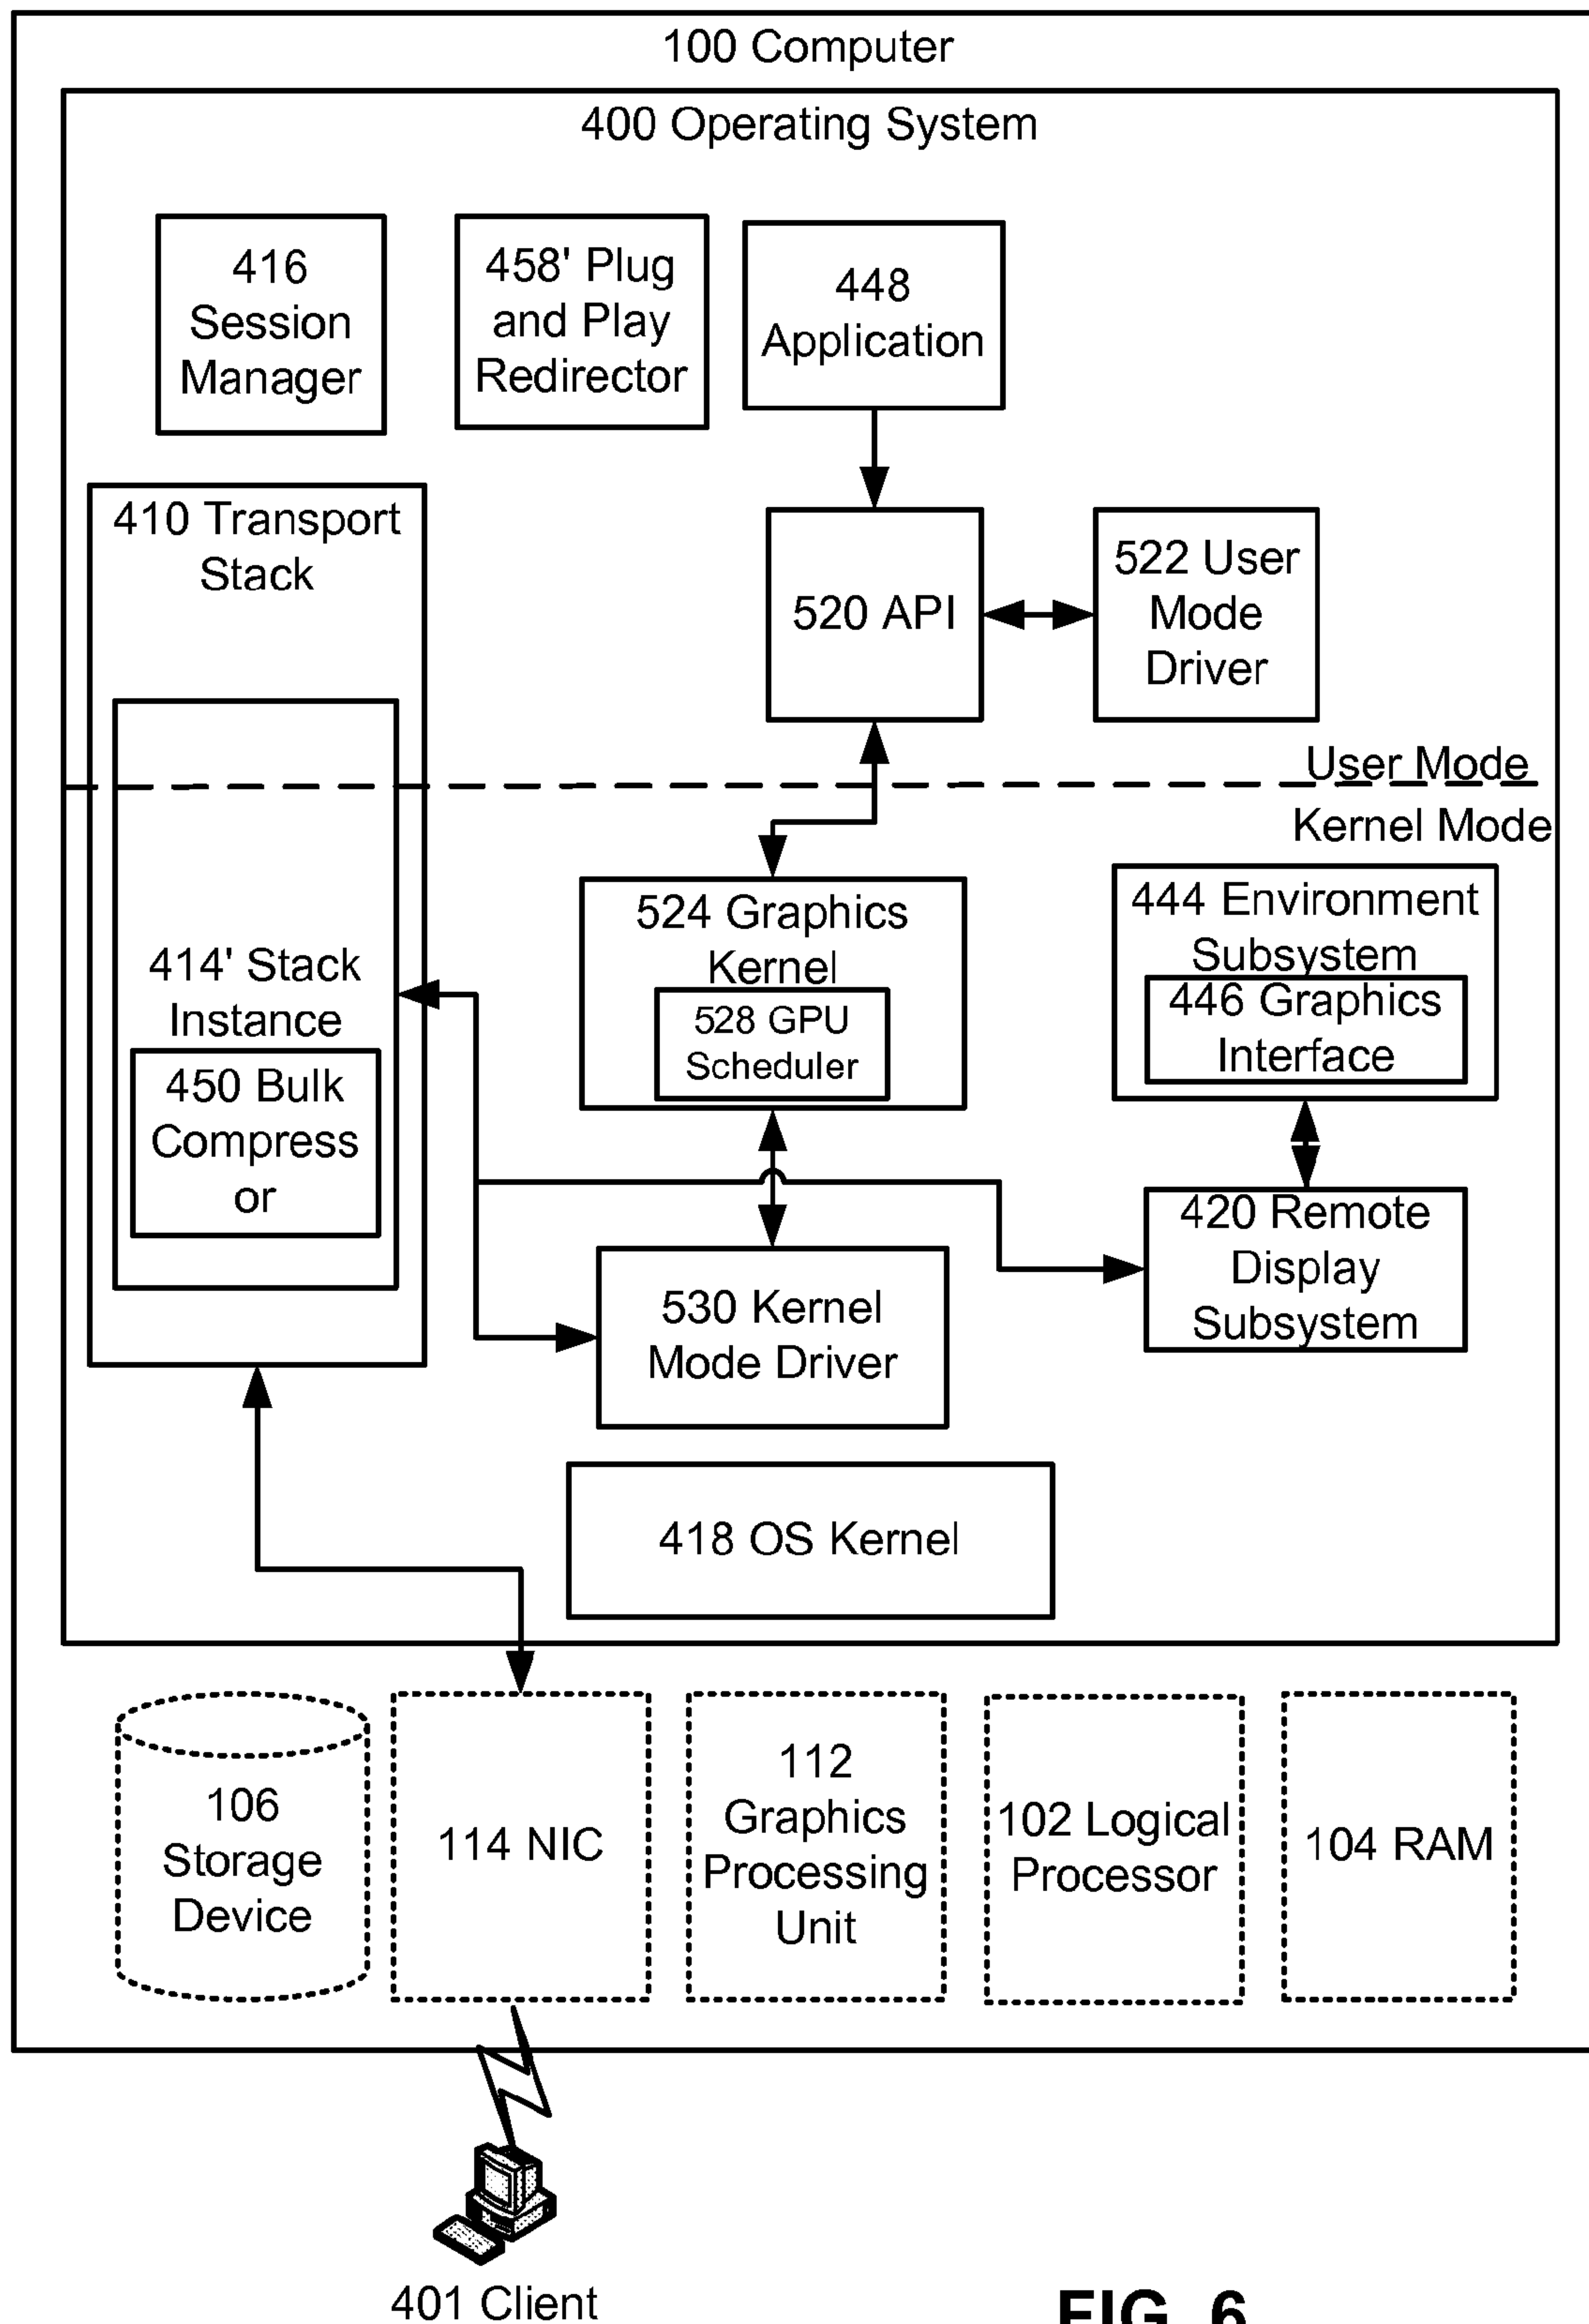 100 Computer
400 Operating System
416
Session
Manager
458' Plug
and Play
Redirector
448
Application
410 Transport
Stack
520 API
522 User
Mode
Driver
User Mode
Kernel Mode
524 Graphics
Kernel
528 GPU
Scheduler
444 Environment
Subsystem
446 Graphics
Interface
414' Stack
Instance
450 Bulk
Compress
or
420 Remote
Display
Subsystem
530 Kernel
Mode Driver
418 OS Kernel
106
Storage
Device
114 NIC
112
Graphics
Processing
Unit
102 Logical
Processor
104 RAM
401 Client
FIG. 6